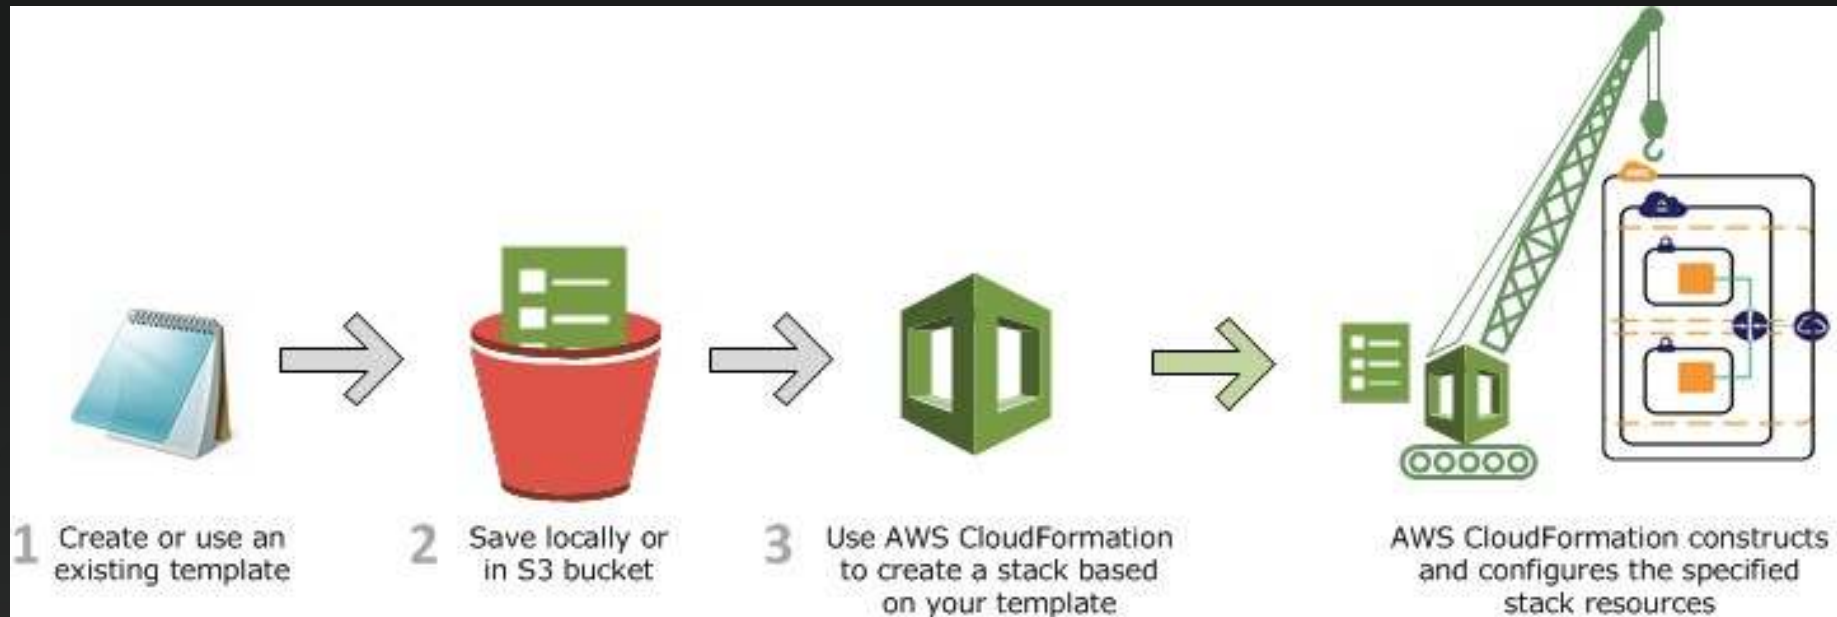 1 Create or use an
existing template
2 Save locally or
in S3 bucket
3 Use AWS CloudFormation
to create a stack based
on your template
AWS CloudFormation constructs
and configures the specified
stack resources